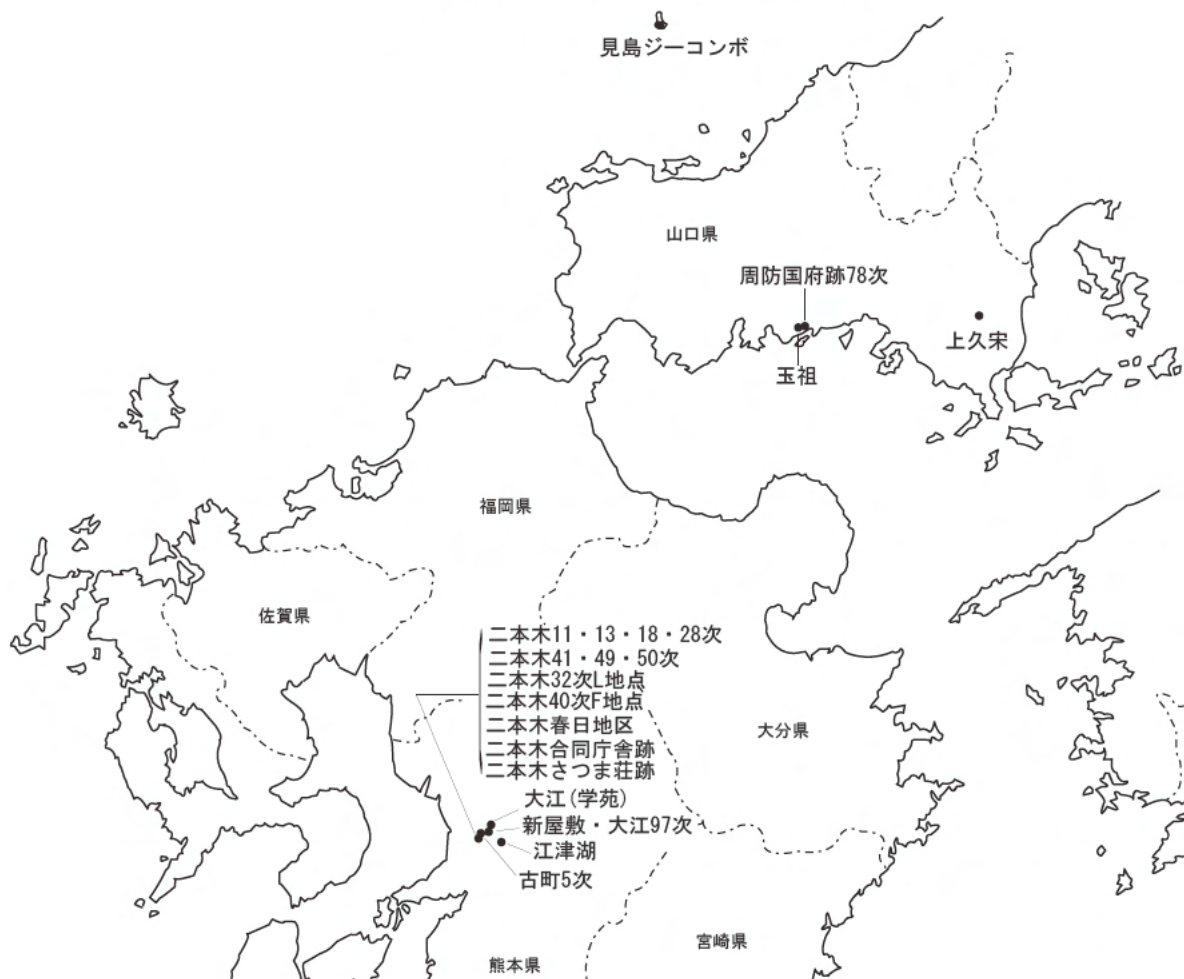 見島ジーコンボ
山口県
周防国府跡78次
上久宋
玉祖
福岡県
佐賀県
二本木11・13・18・28次
二本木41・49・50次
二本木32次L地点
二本木40次F地点
二本木春日地区
二本木合同庁舎跡
二本木さつま荘跡
大分県
大江(学苑)
新屋敷・大江97次
江津湖
古町5次
宮崎県
熊本県